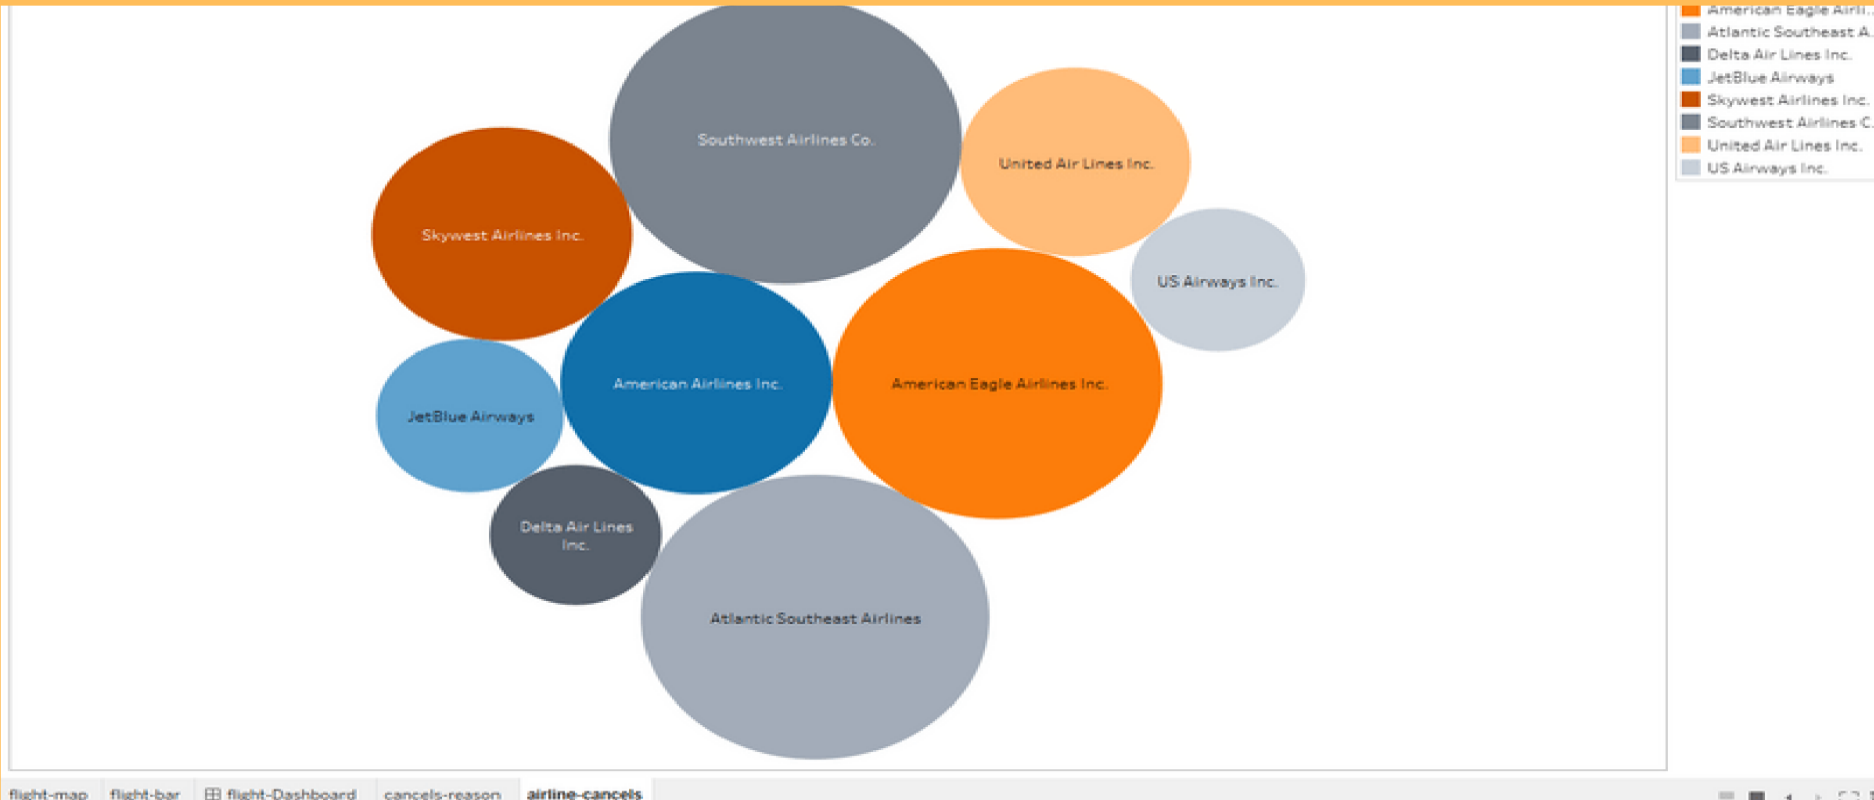 American Eagle Airli..
Atlantic Southeast A.
Delta Air Lines Inc.
JetBlue Airways
Skywest Airlines Inc.
Southwest Airlines C.
United Air Lines Inc.
US Airways Inc.
Southwest Airlines Co.
United Air Lines Inc.
Skywest Airlines Inc.
US Airways Inc.
American Airlines Inc.
American Eagle Airlines Inc.
JetBlue Airways
Delta Air Lines
Inc.
Atlantic Southeast Airlines
flight-map
flight-bar
flight-Dashboard
cancels-reason
airline-cancels